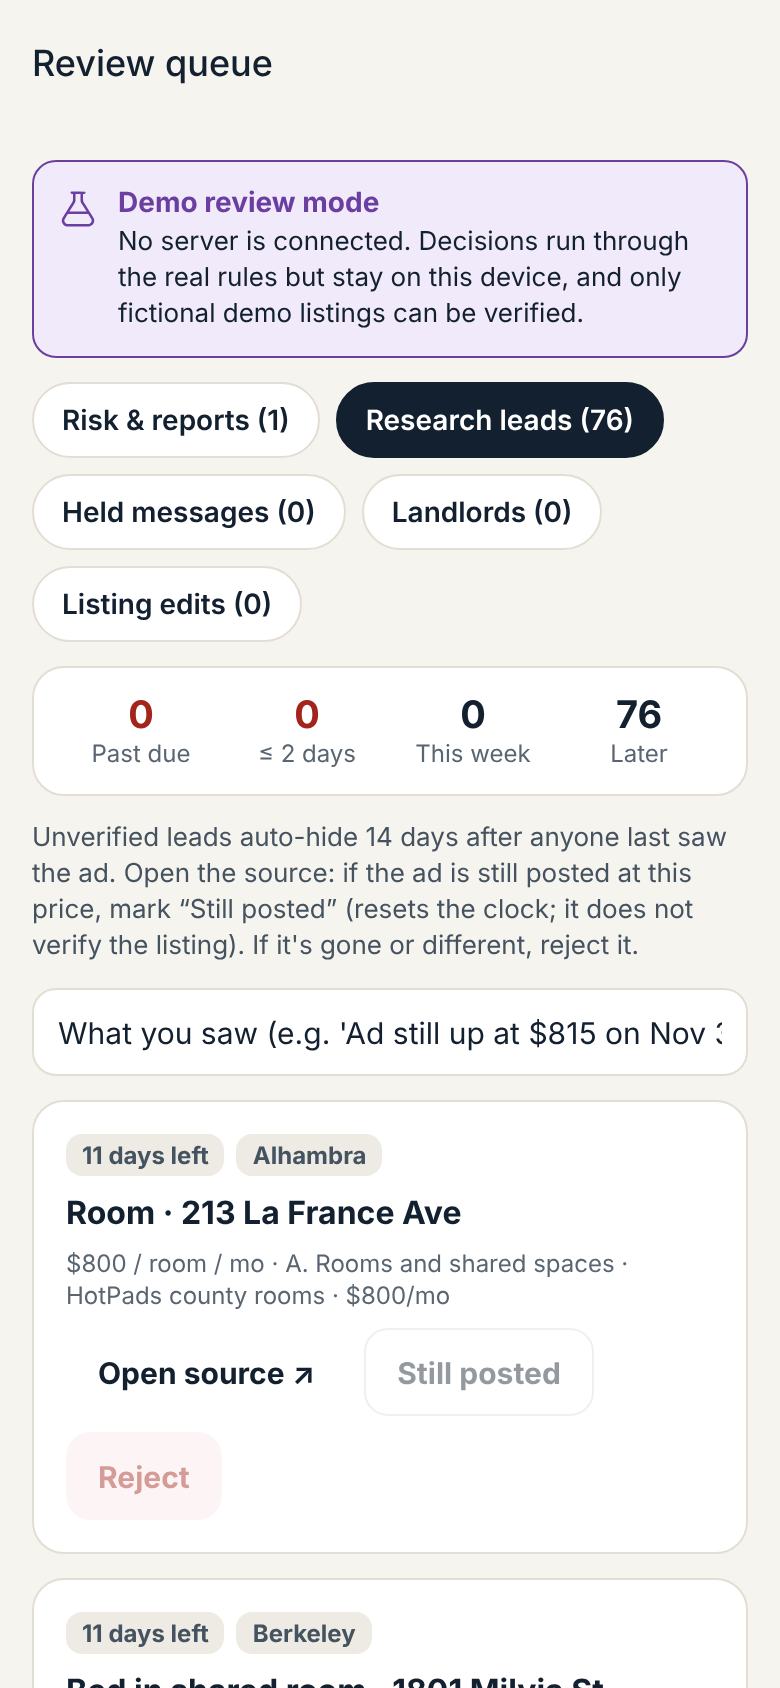 Review queue
Demo review mode
No server is connected. Decisions run through
the real rules but stay on this device, and only
fictional demo listings can be verified.
Risk & reports (1)
Research leads (76)
Held messages (0)
Landlords (0)
Listing edits (0)
0
Past due
0
≤ 2 days
0
This week
76
Later
Unverified leads auto-hide 14 days after anyone last saw
the ad. Open the source: if the ad is still posted at this
price, mark “Still posted” (resets the clock; it does not
verify the listing). If it's gone or different, reject it.
What you saw (e.g. 'Ad still up at $815 on Nov
11 days left
Alhambra
Room · 213 La France Ave
$800 / room / mo · A. Rooms and shared spaces ·
HotPads county rooms · $800/mo
Open source ↗
Still posted
Reject
11 days left
Berkeley
Bed in shared room · 1801 Milvia St